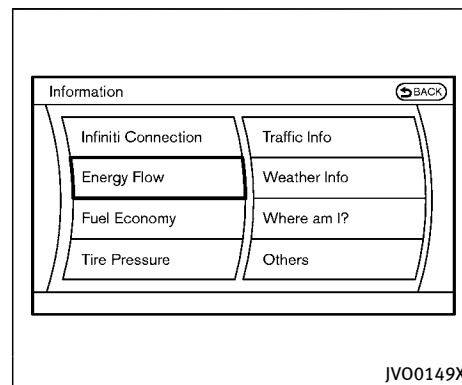 Information
BACK
Infiniti Connection
Traffic Info
Energy Flow
Weather Info
Fuel Economy
Where am I?
Tire Pressure
Others
JVO0149X